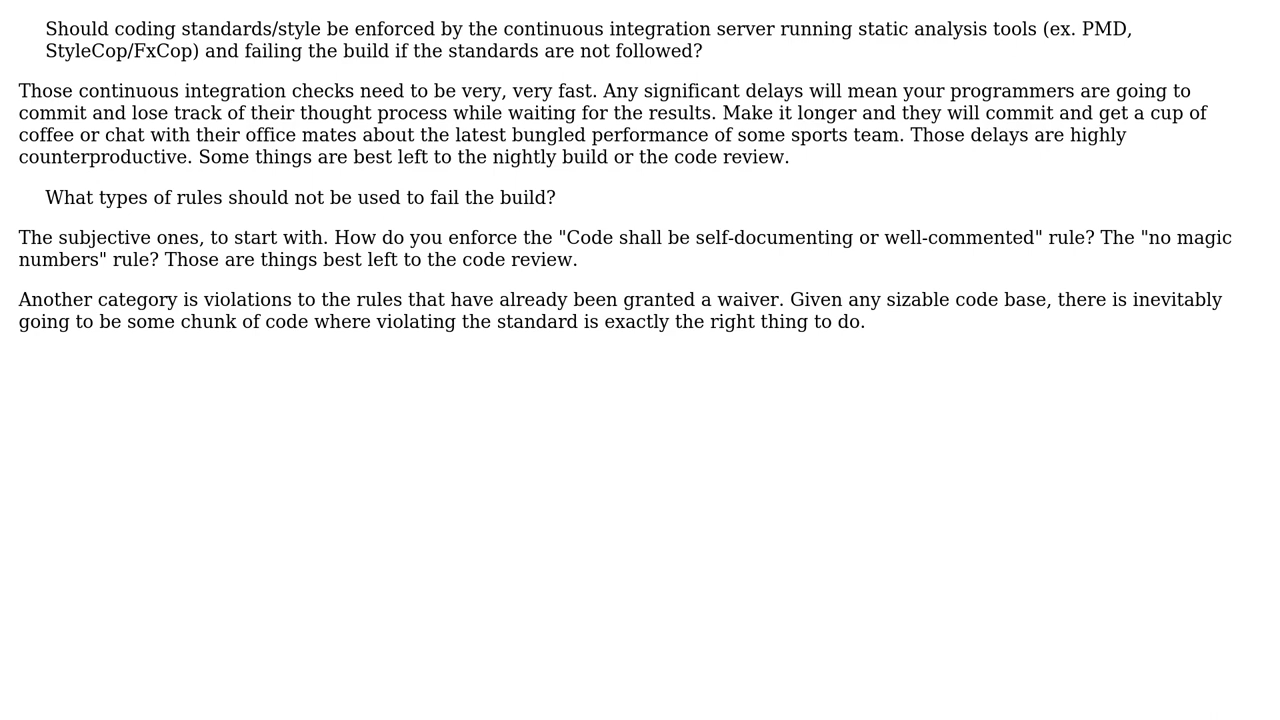 Should coding standards/style be enforced by the continuous integration server running static analysis tools (ex. PMD,
StyleCop/FxCop) and failing the build if the standards are not followed?
Those continuous integration checks need to be very, very fast. Any significant delays will mean your programmers are going to
commit and lose track of their thought process while waiting for the results. Make it longer and they will commit and get a cup of
coffee or chat with their office mates about the latest bungled performance of some sports team. Those delays are highly
counterproductive. Some things are best left to the nightly build or the code review.
What types of rules should not be used to fail the build?
The subjective ones, to start with. How do you enforce the "Code shall be self-documenting or well-commented" rule? The "no magic
numbers" rule? Those are things best left to the code review.
Another category is violations to the rules that have already been granted a waiver. Given any sizable code base, there is inevitably
going to be some chunk of code where violating the standard is exactly the right thing to do.